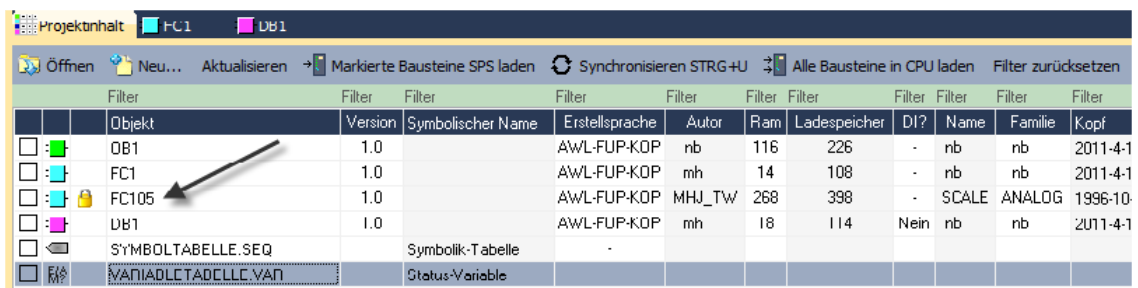 Projektinhalt FC1 DB1
Öffnen Neu... Aktualisieren Markierte Bausteine SPS laden Synchronisieren STRG+U Alle Bausteine in CPU laden Filter zurücksetzen
Filter Filter Filter Filter Filter Filter Filter Filter Filter Filter Filter
Objekt Version Symbolischer Name Erstellsprache Autor Ram Ladespeicher DI? Name Familie Kopf
OB1 1.0 AWL-FUP-KOP nb 116 226 - nb nb 2011-4-1
FC1 1.0 AWL-FUP-KOP mh 14 108 - nb nb 2011-4-1
FC105 1.0 AWL-FUP-KOP MHJ_TW 268 398 - SCALE ANALOG 1996-10-
DB1 1.0 AWL-FUP-KOP mh 18 114 Nein nb nb 2011-4-1
SYMBOLTABELLE.SEQ Symbolik-Tabelle -
VARIABLETABELLE.VAR Status-Variable